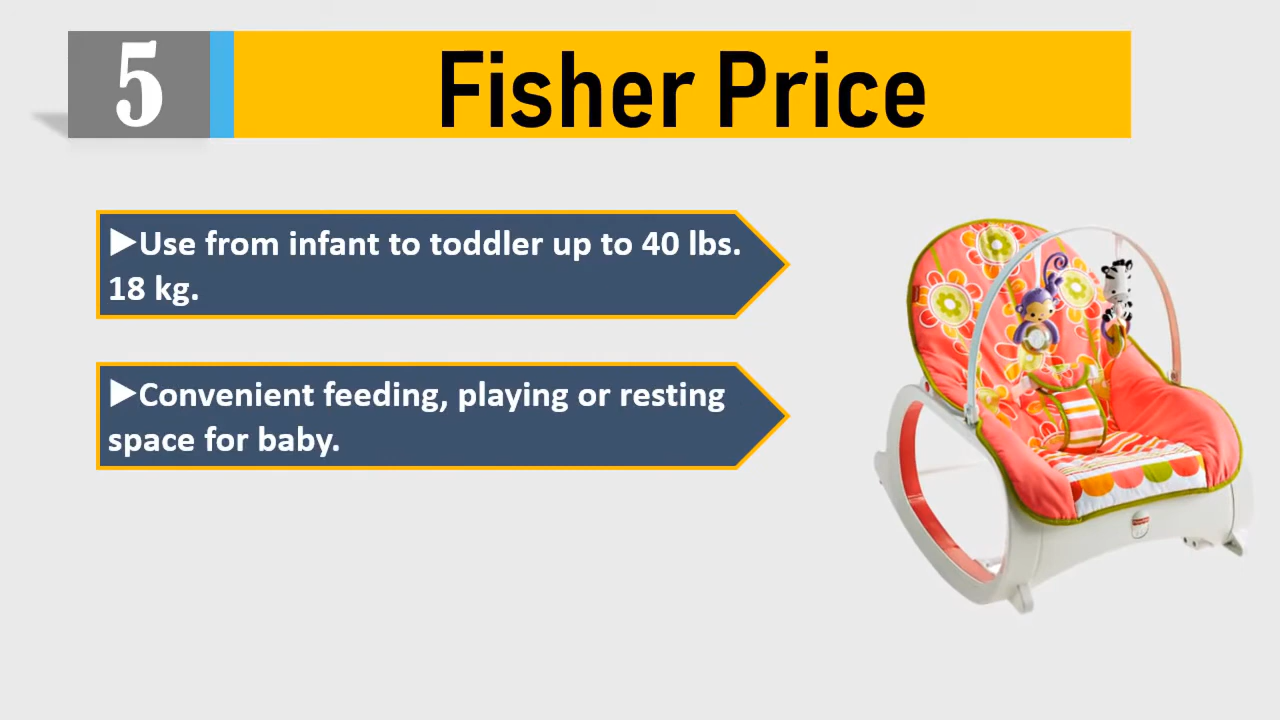 5
Fisher Price
▶Use from infant to toddler up to 40 lbs.
18 kg.
▶Convenient feeding, playing or resting
space for baby.